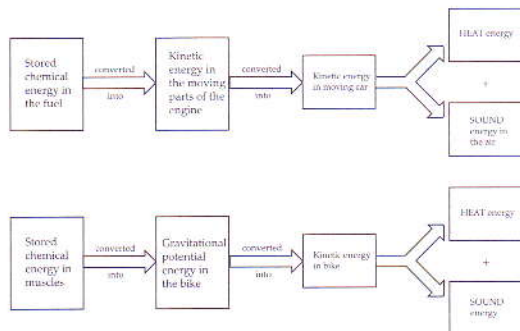 Stored
chemical
energy in
the fuel
converted
into
Kinetic
energy in
the moving
parts of the
engine
converted
into
Kinetic energy
in moving car
HEAT energy
+
SOUND
energy in
the air
Stored
chemical
energy in
muscles
converted
into
Gravitational
potential
energy in
the bike
converted
into
Kinetic energy
in bike
HEAT energy
+
SOUND
energy